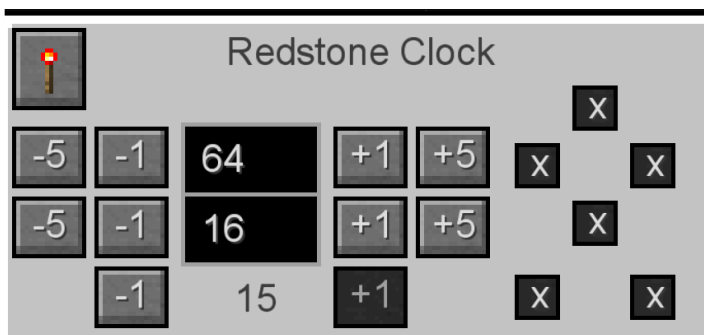 Redstone Clock
X
-5 -1 64 +1 +5 X X
-5 -1 16 +1 +5 X
-1 15 +1 X X